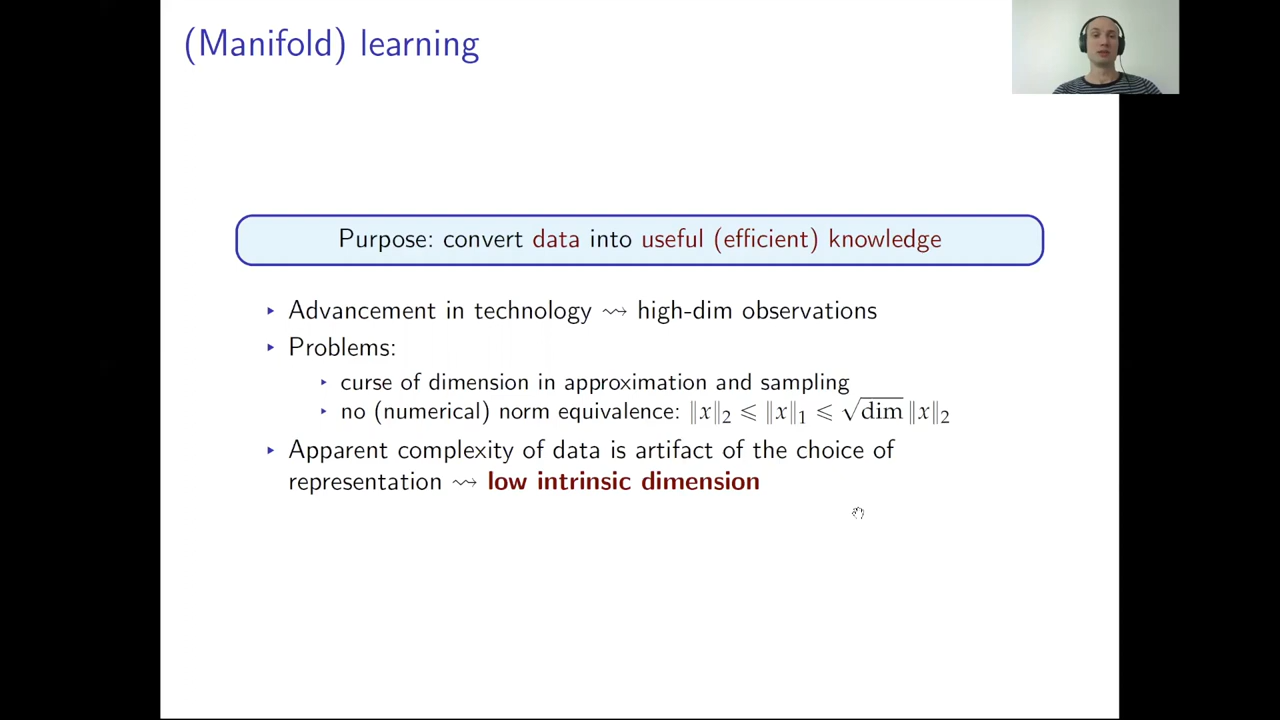 (Manifold) learning
Purpose: convert data into useful (efficient) knowledge
‣ Advancement in technology ⇝ high-dim observations
‣ Problems:
‣ curse of dimension in approximation and sampling
‣ no (numerical) norm equivalence: ‖x‖₂ ⩽ ‖x‖₁ ⩽ √dim ‖x‖₂
‣ Apparent complexity of data is artifact of the choice of
representation ⇝ low intrinsic dimension